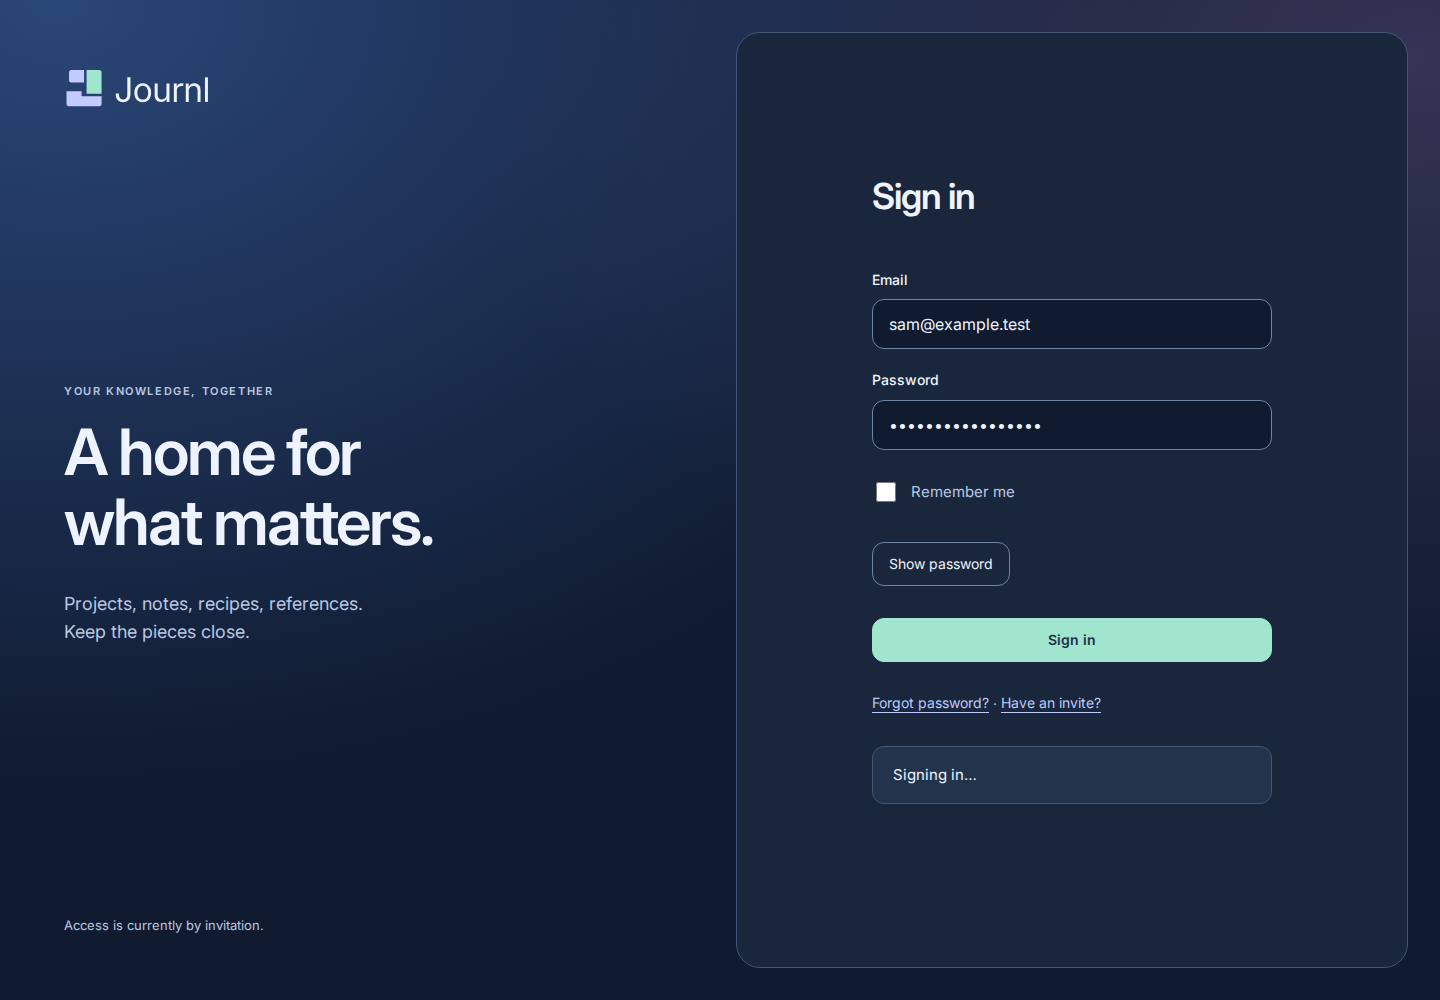 Journl
YOUR KNOWLEDGE, TOGETHER
A home for
what matters.
Projects, notes, recipes, references.
Keep the pieces close.
Access is currently by invitation.
Sign in
Email
sam@example.test
Password
•••••••••••••••••
Remember me
Show password
Sign in
Forgot password? · Have an invite?
Signing in...